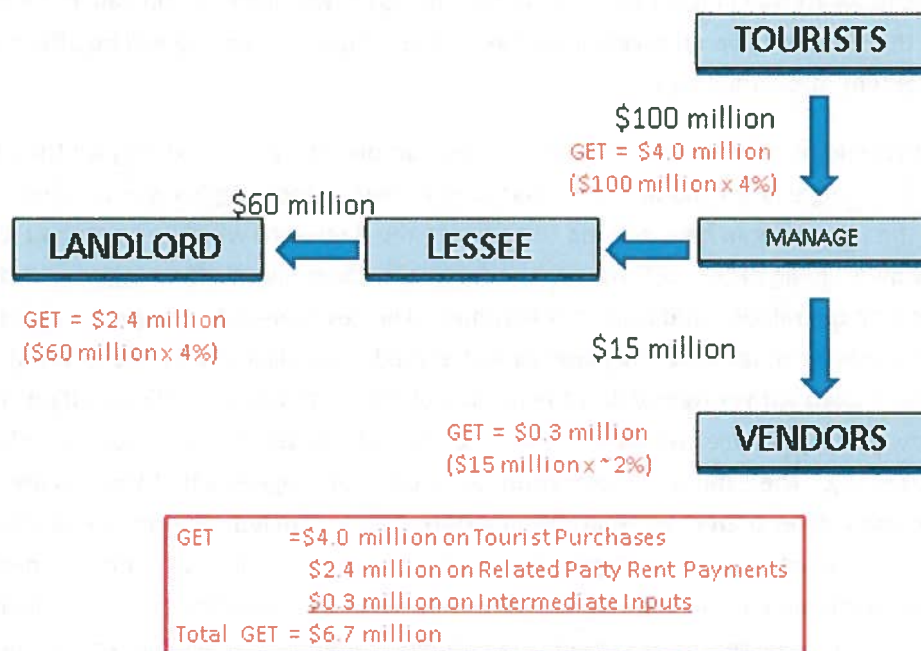 TOURISTS
$100 million
GET = $4.0 million
($100 million x 4%)
$60 million
LANDLORD
LESSEE
MANAGE
GET = $2.4 million
($60 million x 4%)
$15 million
GET = $0.3 million
($15 million x ~2%)
VENDORS
GET =$4.0 million on Tourist Purchases
$2.4 million on Related Party Rent Payments
$0.3 million on Intermediate Inputs
Total GET = $6.7 million